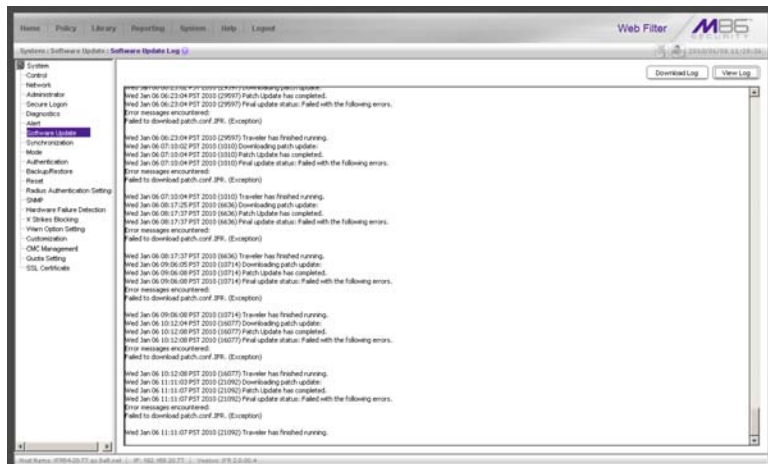 Home Policy Library Reporting System Help Logout
Web Filter
M86
SECURITY
System : Software Update : Software Update Log
Download Log View Log
System
Control
Network
Administrator
Secure Logon
Diagnostics
Alert
Software Update
Synchronization
Mode
Authentication
Backup/Restore
Reset
Radius Authentication Setting
SNMP
Hardware Failure Detection
X Strikes Blocking
Warn Option Setting
Customization
CMC Management
Quota Setting
SSL Certificate
Wed Jan 06 06:23:04 PST 2010 (29597) Patch Update has completed.
Wed Jan 06 06:23:04 PST 2010 (29597) Final update status: Failed with the following errors.
Error messages encountered:
Failed to download patch.conf.IFR. (Exception)
Wed Jan 06 06:23:04 PST 2010 (29597) Traveler has finished running.
Wed Jan 06 07:10:02 PST 2010 (1010) Downloading patch update:
Wed Jan 06 07:10:04 PST 2010 (1010) Patch Update has completed.
Wed Jan 06 07:10:04 PST 2010 (1010) Final update status: Failed with the following errors.
Error messages encountered:
Failed to download patch.conf.IFR. (Exception)
Wed Jan 06 07:10:04 PST 2010 (1010) Traveler has finished running.
Wed Jan 06 08:17:25 PST 2010 (6636) Downloading patch update:
Wed Jan 06 08:17:37 PST 2010 (6636) Patch Update has completed.
Wed Jan 06 08:17:37 PST 2010 (6636) Final update status: Failed with the following errors.
Error messages encountered:
Failed to download patch.conf.IFR. (Exception)
Wed Jan 06 08:17:37 PST 2010 (6636) Traveler has finished running.
Wed Jan 06 09:06:05 PST 2010 (10714) Downloading patch update:
Wed Jan 06 09:06:08 PST 2010 (10714) Patch Update has completed.
Wed Jan 06 09:06:08 PST 2010 (10714) Final update status: Failed with the following errors.
Error messages encountered:
Failed to download patch.conf.IFR. (Exception)
Wed Jan 06 09:06:08 PST 2010 (10714) Traveler has finished running.
Wed Jan 06 10:12:04 PST 2010 (16077) Downloading patch update:
Wed Jan 06 10:12:08 PST 2010 (16077) Patch Update has completed.
Wed Jan 06 10:12:08 PST 2010 (16077) Final update status: Failed with the following errors.
Error messages encountered:
Failed to download patch.conf.IFR. (Exception)
Wed Jan 06 10:12:08 PST 2010 (16077) Traveler has finished running.
Wed Jan 06 11:11:03 PST 2010 (21092) Downloading patch update:
Wed Jan 06 11:11:07 PST 2010 (21092) Patch Update has completed.
Wed Jan 06 11:11:07 PST 2010 (21092) Final update status: Failed with the following errors.
Error messages encountered:
Failed to download patch.conf.IFR. (Exception)
Wed Jan 06 11:11:07 PST 2010 (21092) Traveler has finished running.